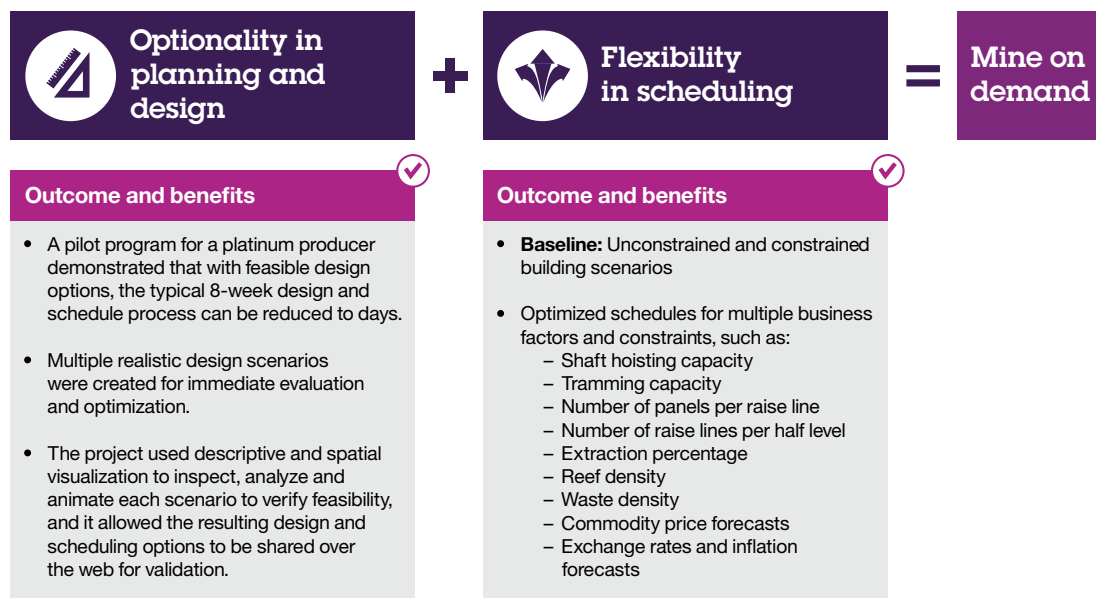 Optionality in
planning and
design
+
Flexibility
in scheduling
=
Mine on
demand
Outcome and benefits
• A pilot program for a platinum producer
demonstrated that with feasible design
options, the typical 8-week design and
schedule process can be reduced to days.
• Multiple realistic design scenarios
were created for immediate evaluation
and optimization.
• The project used descriptive and spatial
visualization to inspect, analyze and
animate each scenario to verify feasibility,
and it allowed the resulting design and
scheduling options to be shared over
the web for validation.
Outcome and benefits
• Baseline: Unconstrained and constrained
building scenarios
• Optimized schedules for multiple business
factors and constraints, such as:
– Shaft hoisting capacity
– Tramming capacity
– Number of panels per raise line
– Number of raise lines per half level
– Extraction percentage
– Reef density
– Waste density
– Commodity price forecasts
– Exchange rates and inflation
forecasts